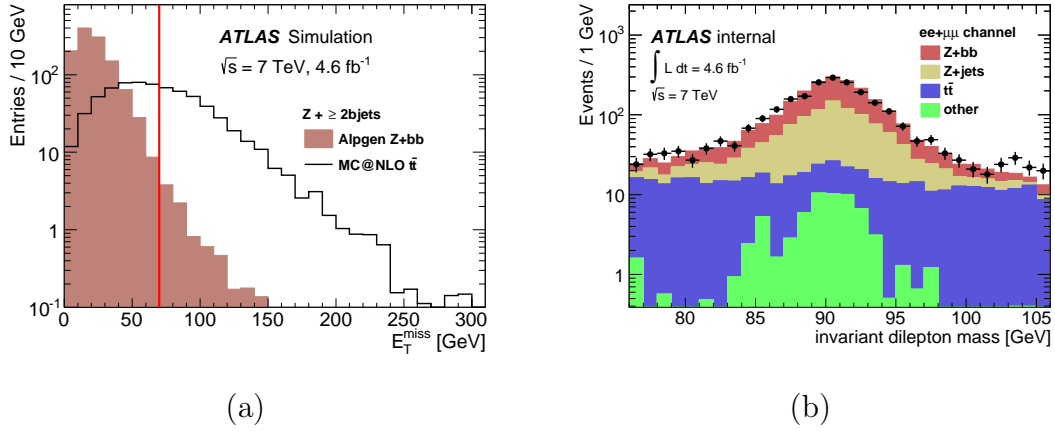 Entries / 10 GeV
10²
10
1
10⁻¹
ATLAS Simulation
√s = 7 TeV, 4.6 fb⁻¹
Z + ≥ 2bjets
Alpgen Z+bb
MC@NLO tt̄
0 50 100 150 200 250 300
E_T^miss [GeV]
(a)
Events / 1 GeV
10³
10²
10
1
ATLAS internal
∫ L dt = 4.6 fb⁻¹
√s = 7 TeV
ee+μμ channel
Z+bb
Z+jets
tt̄
other
80 85 90 95 100 105
invariant dilepton mass [GeV]
(b)